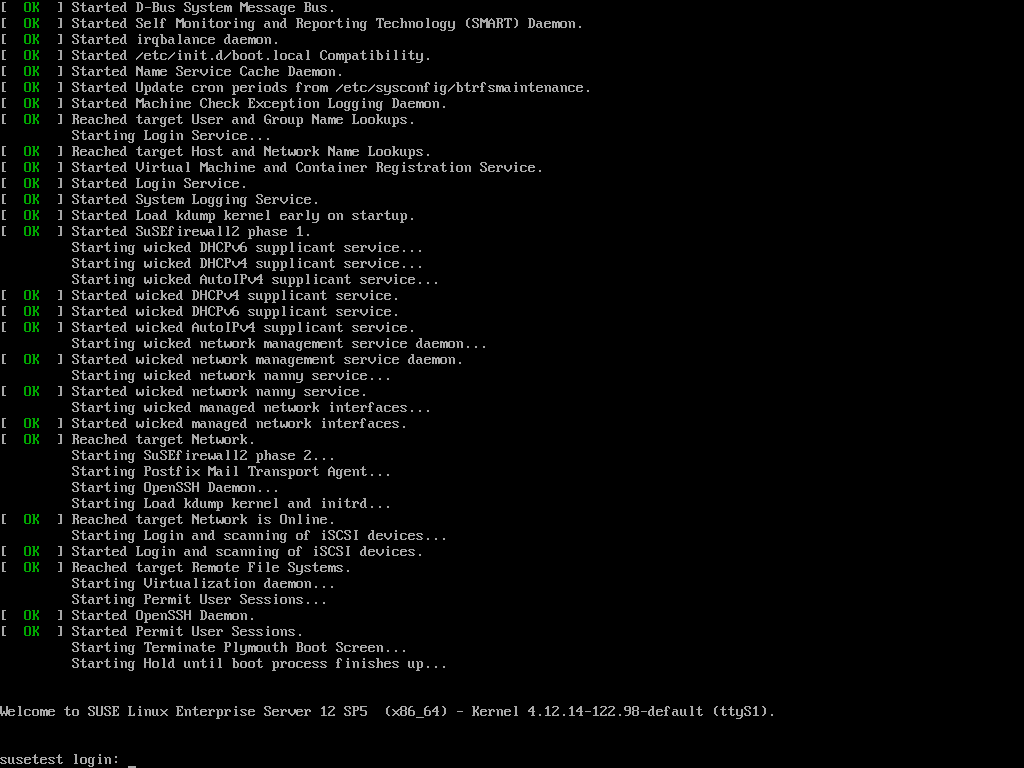 [  OK  ] Started D-Bus System Message Bus.
[  OK  ] Started Self Monitoring and Reporting Technology (SMART) Daemon.
[  OK  ] Started irqbalance daemon.
[  OK  ] Started /etc/init.d/boot.local Compatibility.
[  OK  ] Started Name Service Cache Daemon.
[  OK  ] Started Update cron periods from /etc/sysconfig/btrfsmaintenance.
[  OK  ] Started Machine Check Exception Logging Daemon.
[  OK  ] Reached target User and Group Name Lookups.
         Starting Login Service...
[  OK  ] Reached target Host and Network Name Lookups.
[  OK  ] Started Virtual Machine and Container Registration Service.
[  OK  ] Started Login Service.
[  OK  ] Started System Logging Service.
[  OK  ] Started Load kdump kernel early on startup.
[  OK  ] Started SuSEfirewall2 phase 1.
         Starting wicked DHCPv6 supplicant service...
         Starting wicked DHCPv4 supplicant service...
         Starting wicked AutoIPv4 supplicant service...
[  OK  ] Started wicked DHCPv4 supplicant service.
[  OK  ] Started wicked DHCPv6 supplicant service.
[  OK  ] Started wicked AutoIPv4 supplicant service.
         Starting wicked network management service daemon...
[  OK  ] Started wicked network management service daemon.
         Starting wicked network nanny service...
[  OK  ] Started wicked network nanny service.
         Starting wicked managed network interfaces...
[  OK  ] Started wicked managed network interfaces.
[  OK  ] Reached target Network.
         Starting SuSEfirewall2 phase 2...
         Starting Postfix Mail Transport Agent...
         Starting OpenSSH Daemon...
         Starting Load kdump kernel and initrd...
[  OK  ] Reached target Network is Online.
         Starting Login and scanning of iSCSI devices...
[  OK  ] Started Login and scanning of iSCSI devices.
[  OK  ] Reached target Remote File Systems.
         Starting Virtualization daemon...
         Starting Permit User Sessions...
[  OK  ] Started OpenSSH Daemon.
[  OK  ] Started Permit User Sessions.
         Starting Terminate Plymouth Boot Screen...
         Starting Hold until boot process finishes up...
Welcome to SUSE Linux Enterprise Server 12 SP5  (x86_64) - Kernel 4.12.14-122.98-default (ttyS1).
susetest login: _